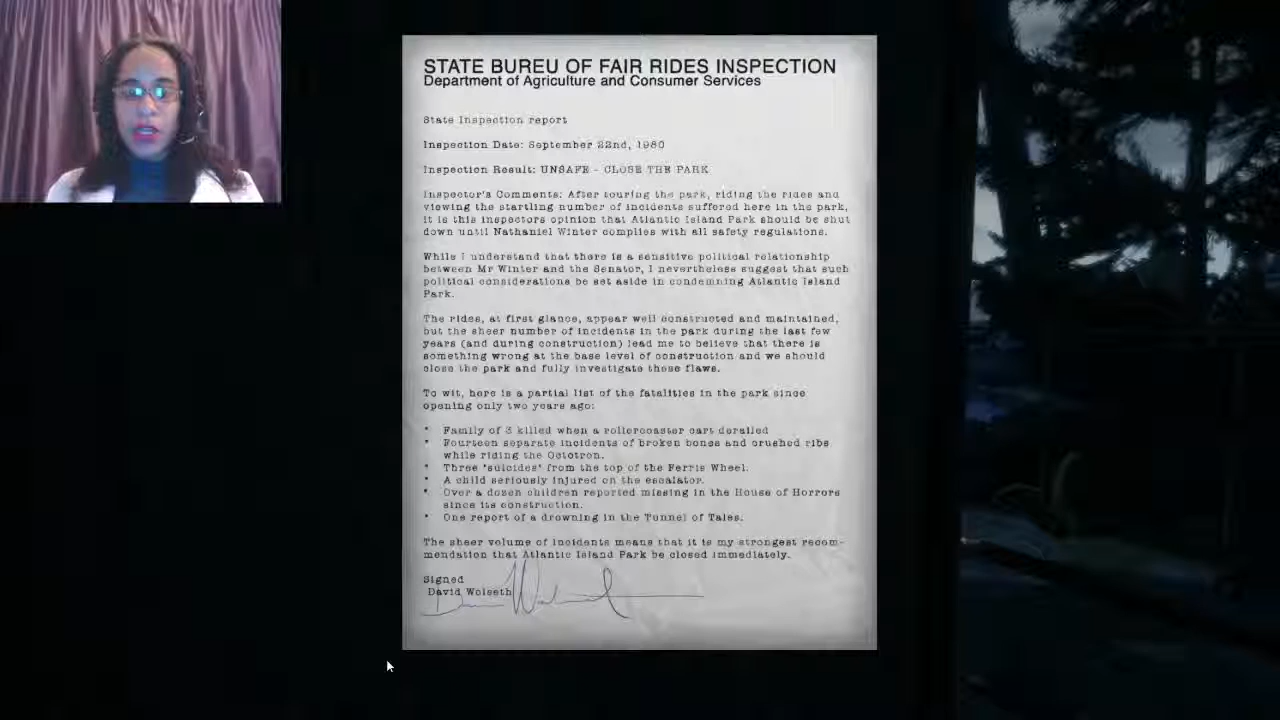 STATE BUREU OF FAIR RIDES INSPECTION
Department of Agriculture and Consumer Services
State Inspection report
Inspection Date: September 22nd, 1980
Inspection Result: UNSAFE - CLOSE THE PARK
Inspector's Comments: After touring the park, riding the rides and
viewing the startling number of incidents suffered here in the park,
it is this inspectors opinion that Atlantic Island Park should be shut
down until Nathaniel Winter complies with all safety regulations.
While I understand that there is a sensitive political relationship
between Mr Winter and the Senator, I nevertheless suggest that such
political considerations be set aside in condemning Atlantic Island
Park.
The rides, at first glance, appear well constructed and maintained,
but the sheer number of incidents in the park during the last few
years (and during construction) lead me to believe that there is
something wrong at the base level of construction and we should
close the park and fully investigate these flaws.
To wit, here is a partial list of the fatalities in the park since
opening only two years ago:
* Family of 3 killed when a rollercoaster cart derailed
* Fourteen separate incidents of broken bones and crushed ribs
while riding the Octotron.
* Three "suicides" from the top of the Ferris Wheel.
* A child seriously injured on the escalator.
* Over a dozen children reported missing in the House of Horrors
since its construction.
* One report of a drowning in the Tunnel of Tales.
The sheer volume of incidents means that it is my strongest recom-
mendation that Atlantic Island Park be closed immediately.
Signed
David Wolseth